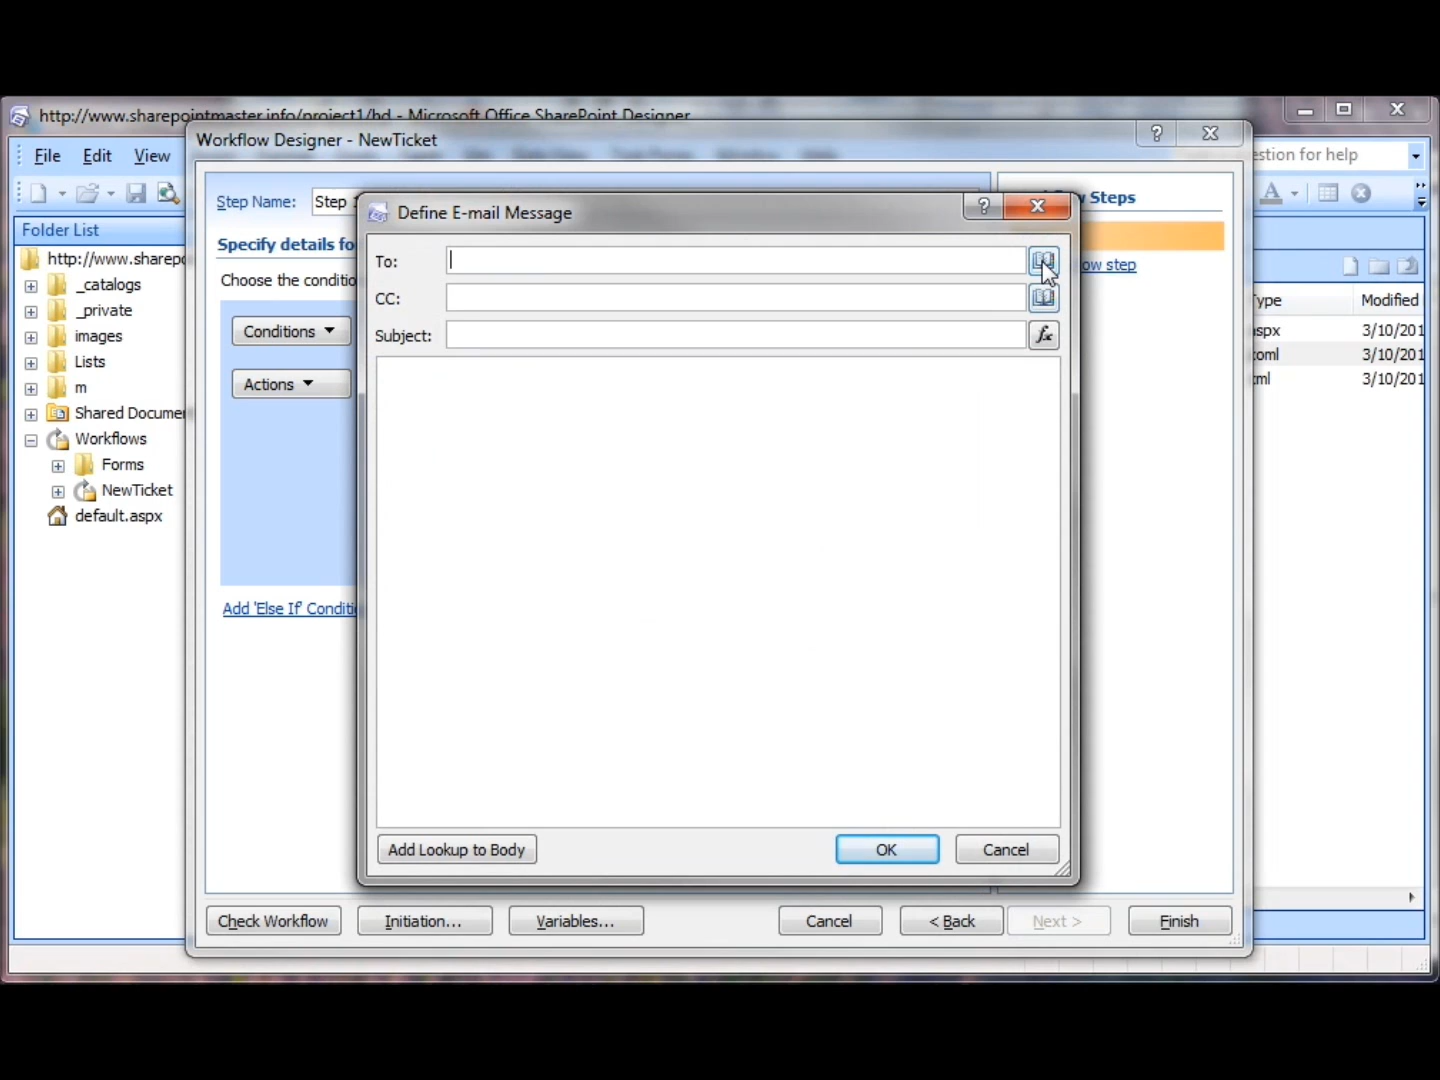 http://www.sharepointmaster.info/project1/hd - Microsoft Office SharePoint Designer
Workflow Designer - NewTicket
File Edit View
estion for help
Step Name: Step
w Steps
Define E-mail Message
Folder List
Specify details fo
To:
ow step
http://www.sharep
Choose the conditio
_catalogs
CC:
Type Modified
_private
Conditions
Subject:
aspx 3/10/201
images
xoml 3/10/201
Lists
Actions
ml 3/10/201
m
Shared Documen
Workflows
Forms
NewTicket
default.aspx
Add 'Else If' Conditi
Add Lookup to Body OK Cancel
Check Workflow Initiation... Variables... Cancel < Back Next > Finish